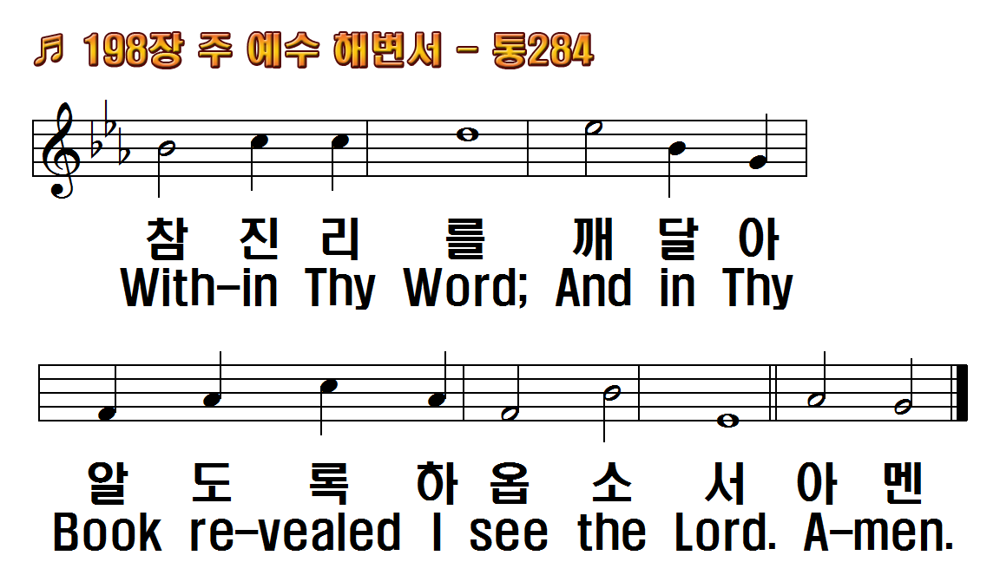 ♬ 198장 주 예수 해변서 - 통284
참 진 리 를 깨 달 아
With-in Thy Word; And in Thy
알 도 록 하 옵 소 서 아 멘
Book re-vealed I see the Lord. A-men.